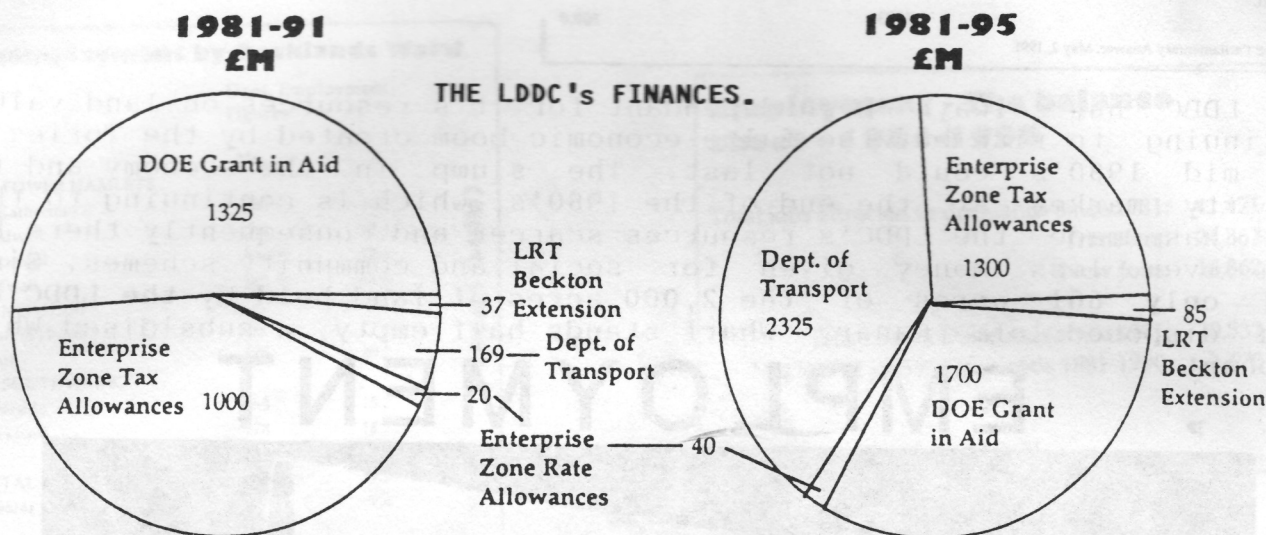 1981-91
£M
1981-95
£M
THE LDDC's FINANCES.
DOE Grant in Aid
1325
LRT
Beckton
37 Extension
169 Dept. of
Transport
20
Enterprise
Zone Rate
Allowances
Enterprise
Zone Tax
Allowances 1000
Enterprise
Zone Tax
Allowances
1300
Dept. of
Transport
2325
85
LRT
Beckton
Extension
1700
DOE Grant
in Aid
40